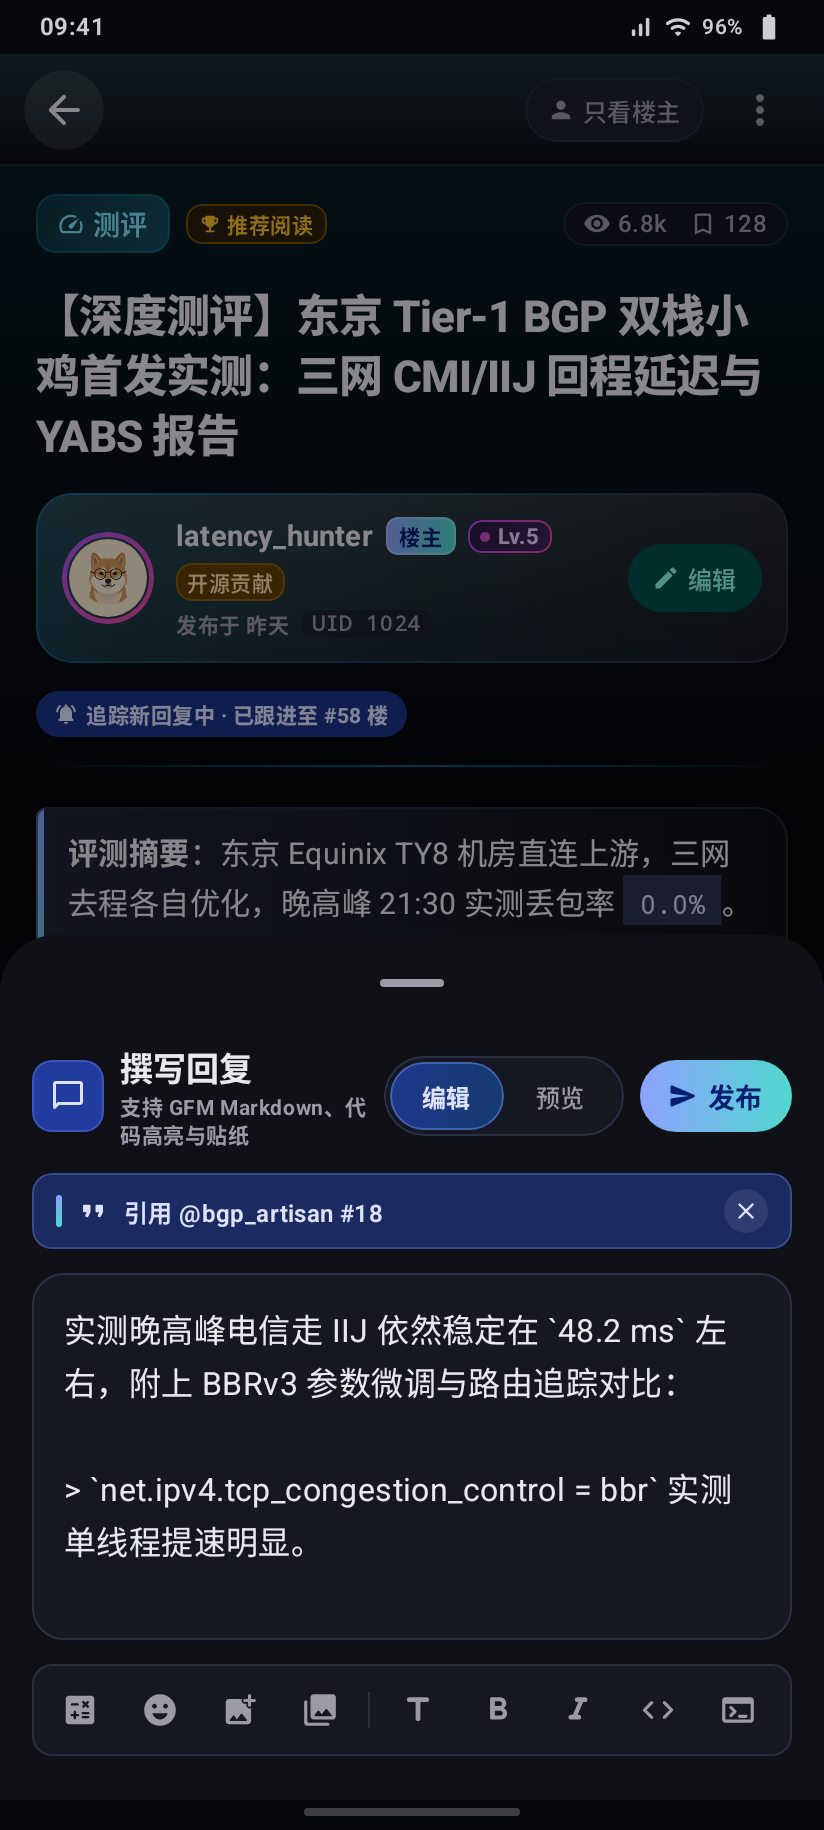 09:41
96%
只看楼主
测评
推荐阅读
6.8k
128
【深度测评】东京 Tier-1 BGP 双栈小
鸡首发实测：三网 CMI/IIJ 回程延迟与
YABS 报告
latency_hunter
楼主
Lv.5
开源贡献
编辑
发布于 昨天
UID 1024
追踪新回复中 · 已跟进至 #58 楼
评测摘要：东京 Equinix TY8 机房直连上游，三网
去程各自优化，晚高峰 21:30 实测丢包率 0.0% 。
撰写回复
支持 GFM Markdown、代
码高亮与贴纸
编辑
预览
发布
引用 @bgp_artisan #18
实测晚高峰电信走 IIJ 依然稳定在 `48.2 ms` 左
右，附上 BBRv3 参数微调与路由追踪对比：
> `net.ipv4.tcp_congestion_control = bbr` 实测
单线程提速明显。